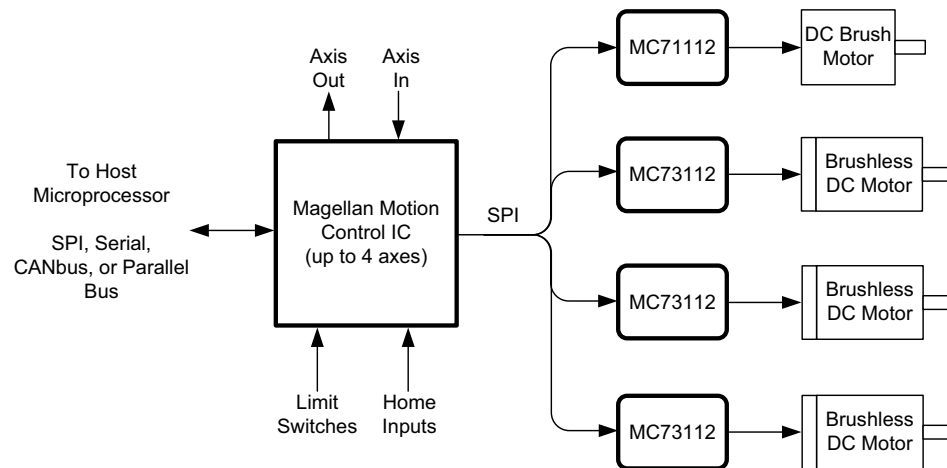 Axis
Out
Axis
In
To Host
Microprocessor
SPI, Serial,
CANbus, or Parallel
Bus
Magellan Motion
Control IC
(up to 4 axes)
Limit
Switches
Home
Inputs
SPI
MC71112
DC Brush
Motor
MC73112
Brushless
DC Motor
MC73112
Brushless
DC Motor
MC73112
Brushless
DC Motor